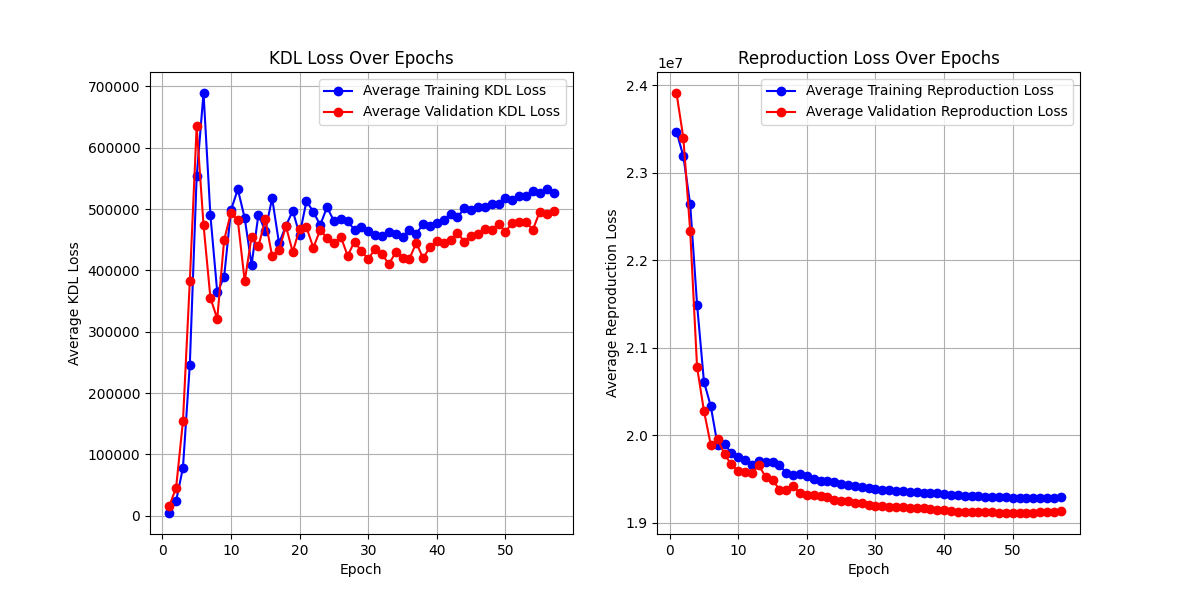 KDL Loss Over Epochs
Average Training KDL Loss
Average Validation KDL Loss
Average KDL Loss
700000
600000
500000
400000
300000
200000
100000
0
0 10 20 30 40 50
Epoch
Reproduction Loss Over Epochs
1e7
Average Training Reproduction Loss
Average Validation Reproduction Loss
Average Reproduction Loss
2.4
2.3
2.2
2.1
2.0
1.9
0 10 20 30 40 50
Epoch